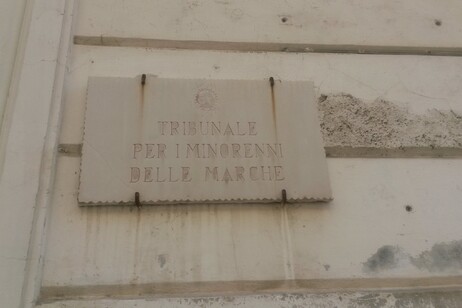 TRIBUNALE
PER I MINORENNI
DELLE MARCHE